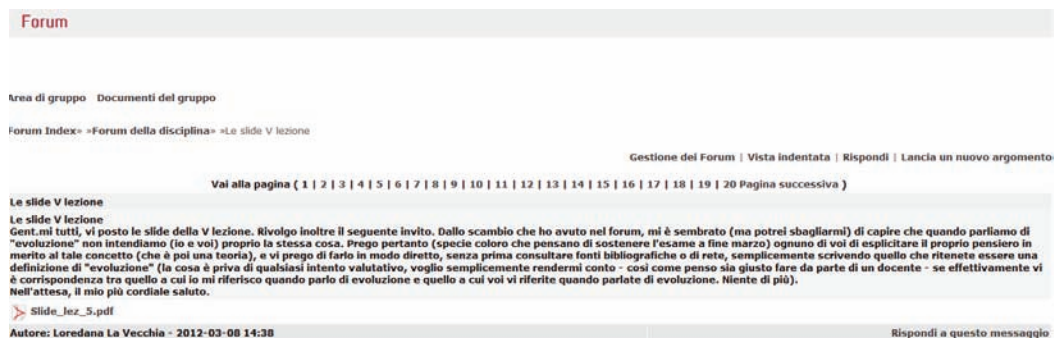 Forum
Area di gruppo Documenti del gruppo
Forum Index» »Forum della disciplina» »Le slide V lezione
Gestione dei Forum | Vista indentata | Rispondi | Lancia un nuovo argomento
Vai alla pagina ( 1 | 2 | 3 | 4 | 5 | 6 | 7 | 8 | 9 | 10 | 11 | 12 | 13 | 14 | 15 | 16 | 17 | 18 | 19 | 20 Pagina successiva )
Le slide V lezione
Le slide V lezione
Gent.mi tutti, vi posto le slide della V lezione. Rivolgo inoltre il seguente invito. Dallo scambio che ho avuto nel forum, mi è sembrato (ma potrei sbagliarmi) di capire che quando parliamo di
"evoluzione" non intendiamo (io e voi) proprio la stessa cosa. Prego pertanto (specie coloro che pensano di sostenere l'esame a fine marzo) ognuno di voi di esplicitare il proprio pensiero in
merito al tale concetto (che è poi una teoria), e vi prego di farlo in modo diretto, senza prima consultare fonti bibliografiche o di rete, semplicemente scrivendo quello che ritenete essere una
definizione di "evoluzione" (la cosa è priva di qualsiasi intento valutativo, voglio semplicemente rendermi conto - così come penso sia giusto fare da parte di un docente - se effettivamente vi
è corrispondenza tra quello a cui io mi riferisco quando parlo di evoluzione e quello a cui voi vi riferite quando parlate di evoluzione. Niente di più).
Nell'attesa, il mio più cordiale saluto.
Slide_lez_5.pdf
Autore: Loredana La Vecchia - 2012-03-08 14:38 Rispondi a questo messaggio